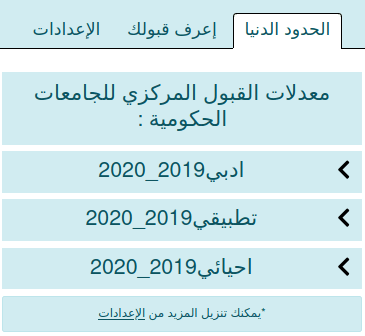 الحدود الدنيا إعرف قبولك الإعدادات
معدلات القبول المركزي للجامعات
الحكومية :
ادبي2019_2020
تطبيقي2019_2020
احيائي2019_2020
*يمكنك تنزيل المزيد من الإعدادات